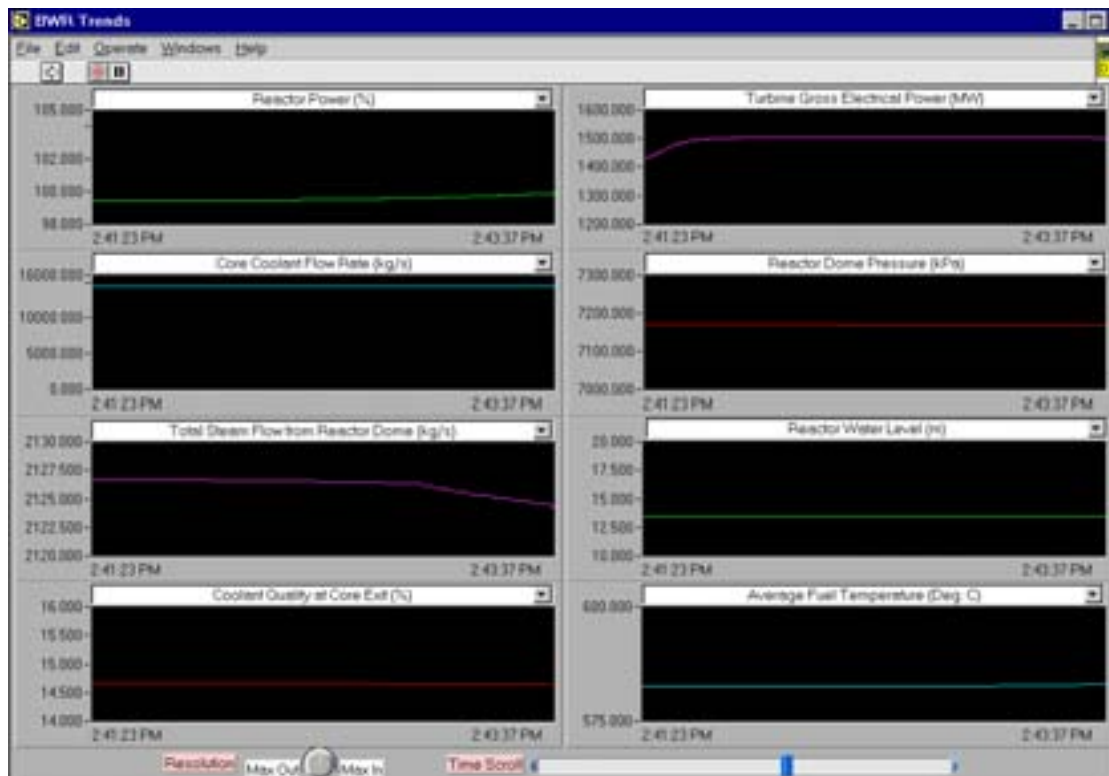 BWR Trends
File Edit Operate Windows Help
Reactor Power (%)
105.000
102.000
100.000
98.000
2:41:23 PM 2:43:37 PM
Turbine Gross Electrical Power (MW)
1600.000
1500.000
1400.000
1300.000
1200.000
2:41:23 PM 2:43:37 PM
Core Coolant Flow Rate (kg/s)
16000.000
10000.000
5000.000
0.000
2:41:23 PM 2:43:37 PM
Reactor Dome Pressure (kPa)
7300.000
7200.000
7100.000
7000.000
2:41:23 PM 2:43:37 PM
Total Steam Flow from Reactor Dome (kg/s)
2130.000
2127.500
2125.000
2122.500
2120.000
2:41:23 PM 2:43:37 PM
Reactor Water Level (m)
20.000
17.500
15.000
12.500
10.000
2:41:23 PM 2:43:37 PM
Coolant Quality at Core Exit (%)
16.000
15.500
15.000
14.500
14.000
2:41:23 PM 2:43:37 PM
Average Fuel Temperature (Deg. C)
600.000
575.000
2:41:23 PM 2:43:37 PM
Resolution Max Out Max In Time Scroll